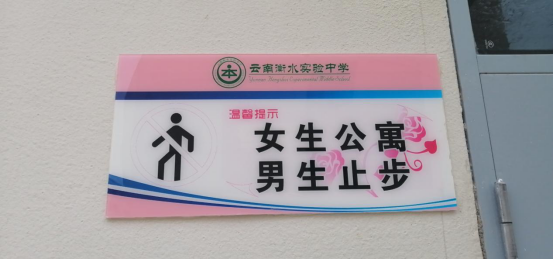 云南衡水实验中学
温馨提示
女生公寓
男生止步